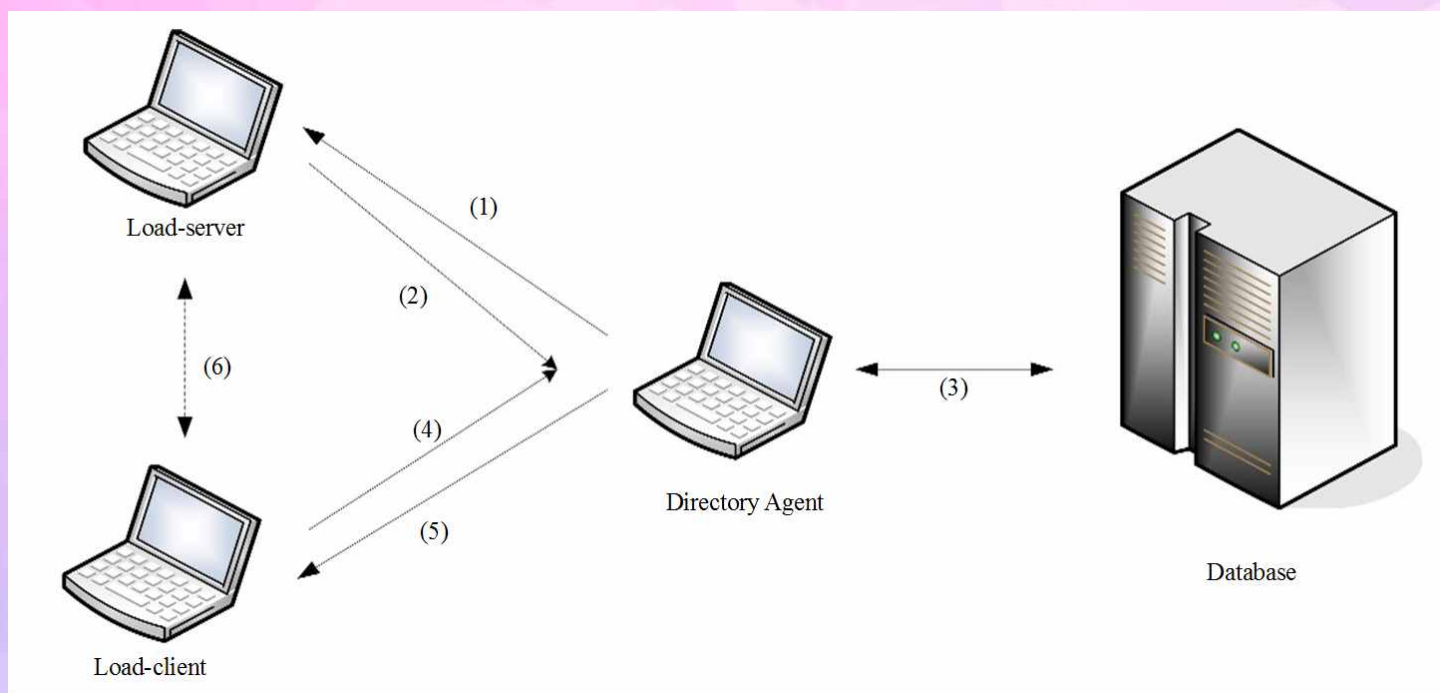 Load-server
(1)
(2)
(6)
(3)
(4)
Directory Agent
(5)
Database
Load-client